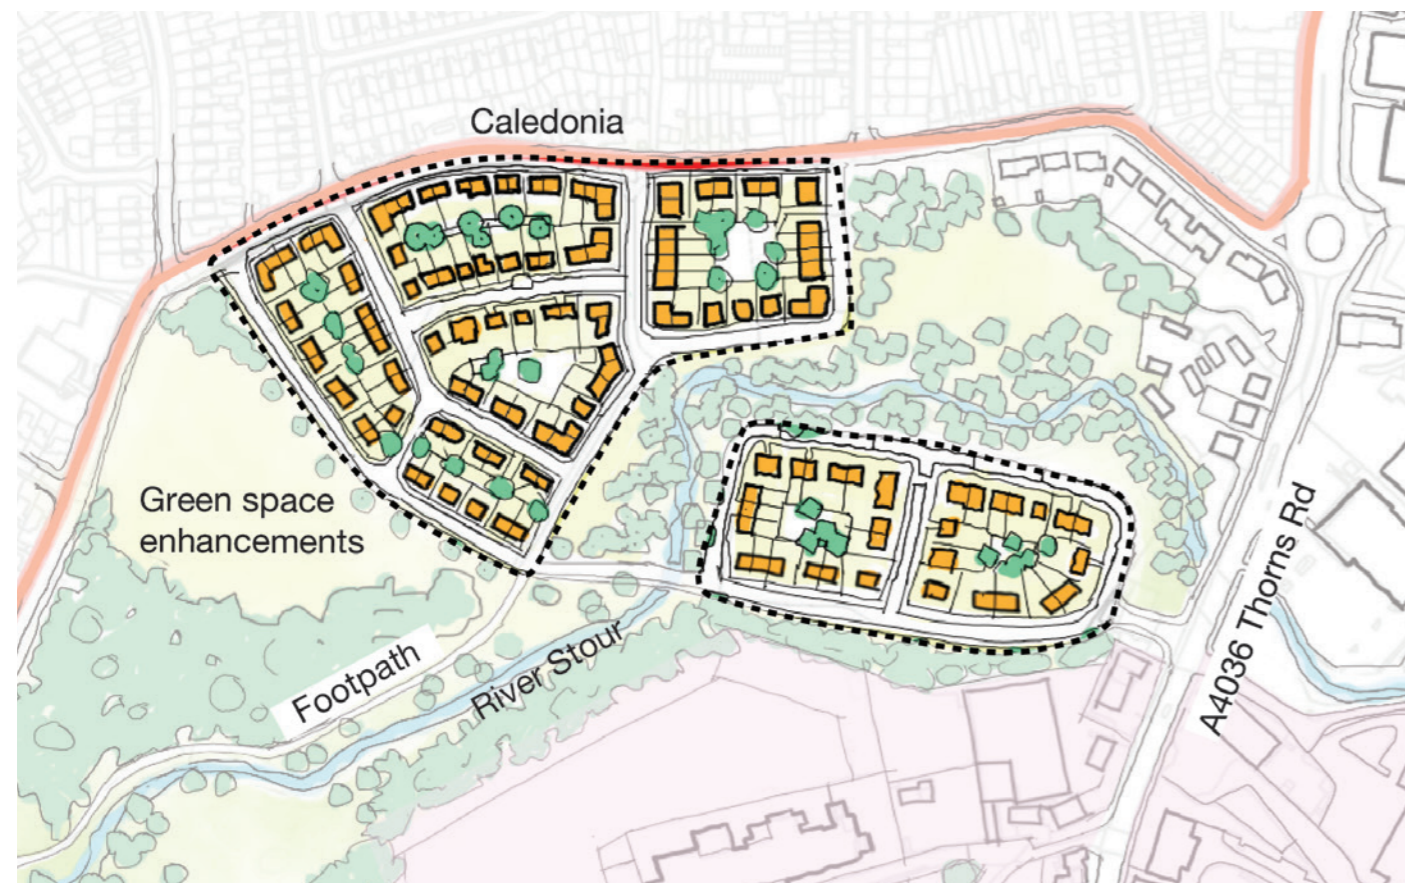 Caledonia
Green space
enhancements
Footpath
River Stour
A4036 Thorns Rd